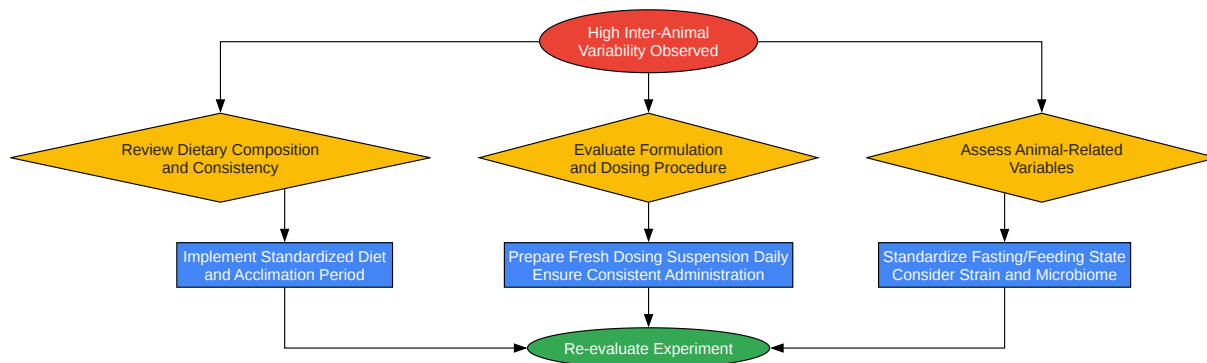 High Inter-Animal
Variability Observed
Review Dietary Composition
and Consistency
Evaluate Formulation
and Dosing Procedure
Assess Animal-Related
Variables
Implement Standardized Diet
and Acclimation Period
Prepare Fresh Dosing Suspension Daily
Ensure Consistent Administration
Standardize Fasting/Feeding State
Consider Strain and Microbiome
Re-evaluate Experiment